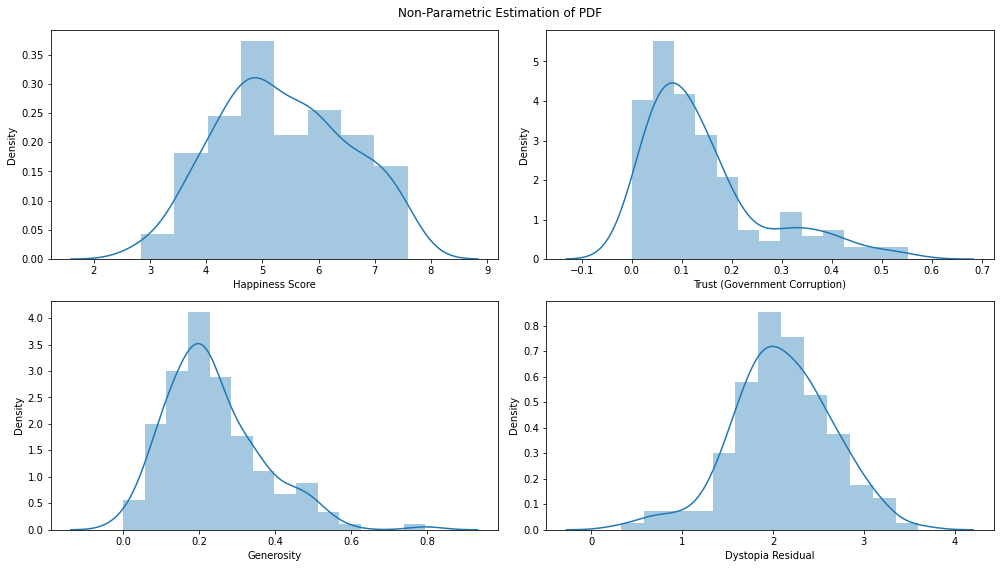 Non-Parametric Estimation of PDF
Density
0.35
0.30
0.25
0.20
0.15
0.10
0.05
0.00
2 3 4 5 6 7 8 9
Happiness Score
Density
5
4
3
2
1
0
−0.1 0.0 0.1 0.2 0.3 0.4 0.5 0.6 0.7
Trust (Government Corruption)
Density
4.0
3.5
3.0
2.5
2.0
1.5
1.0
0.5
0.0
0.0 0.2 0.4 0.6 0.8
Generosity
Density
0.8
0.7
0.6
0.5
0.4
0.3
0.2
0.1
0.0
0 1 2 3 4
Dystopia Residual